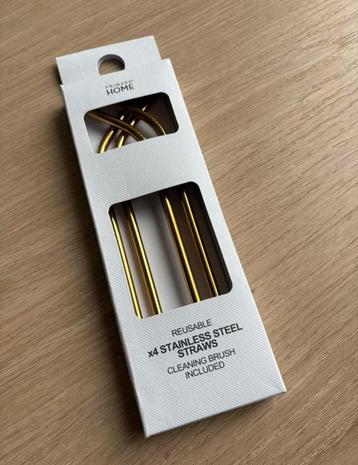 PRIMARK®
HOME
REUSABLE
x4 STAINLESS STEEL
STRAWS
CLEANING BRUSH
INCLUDED